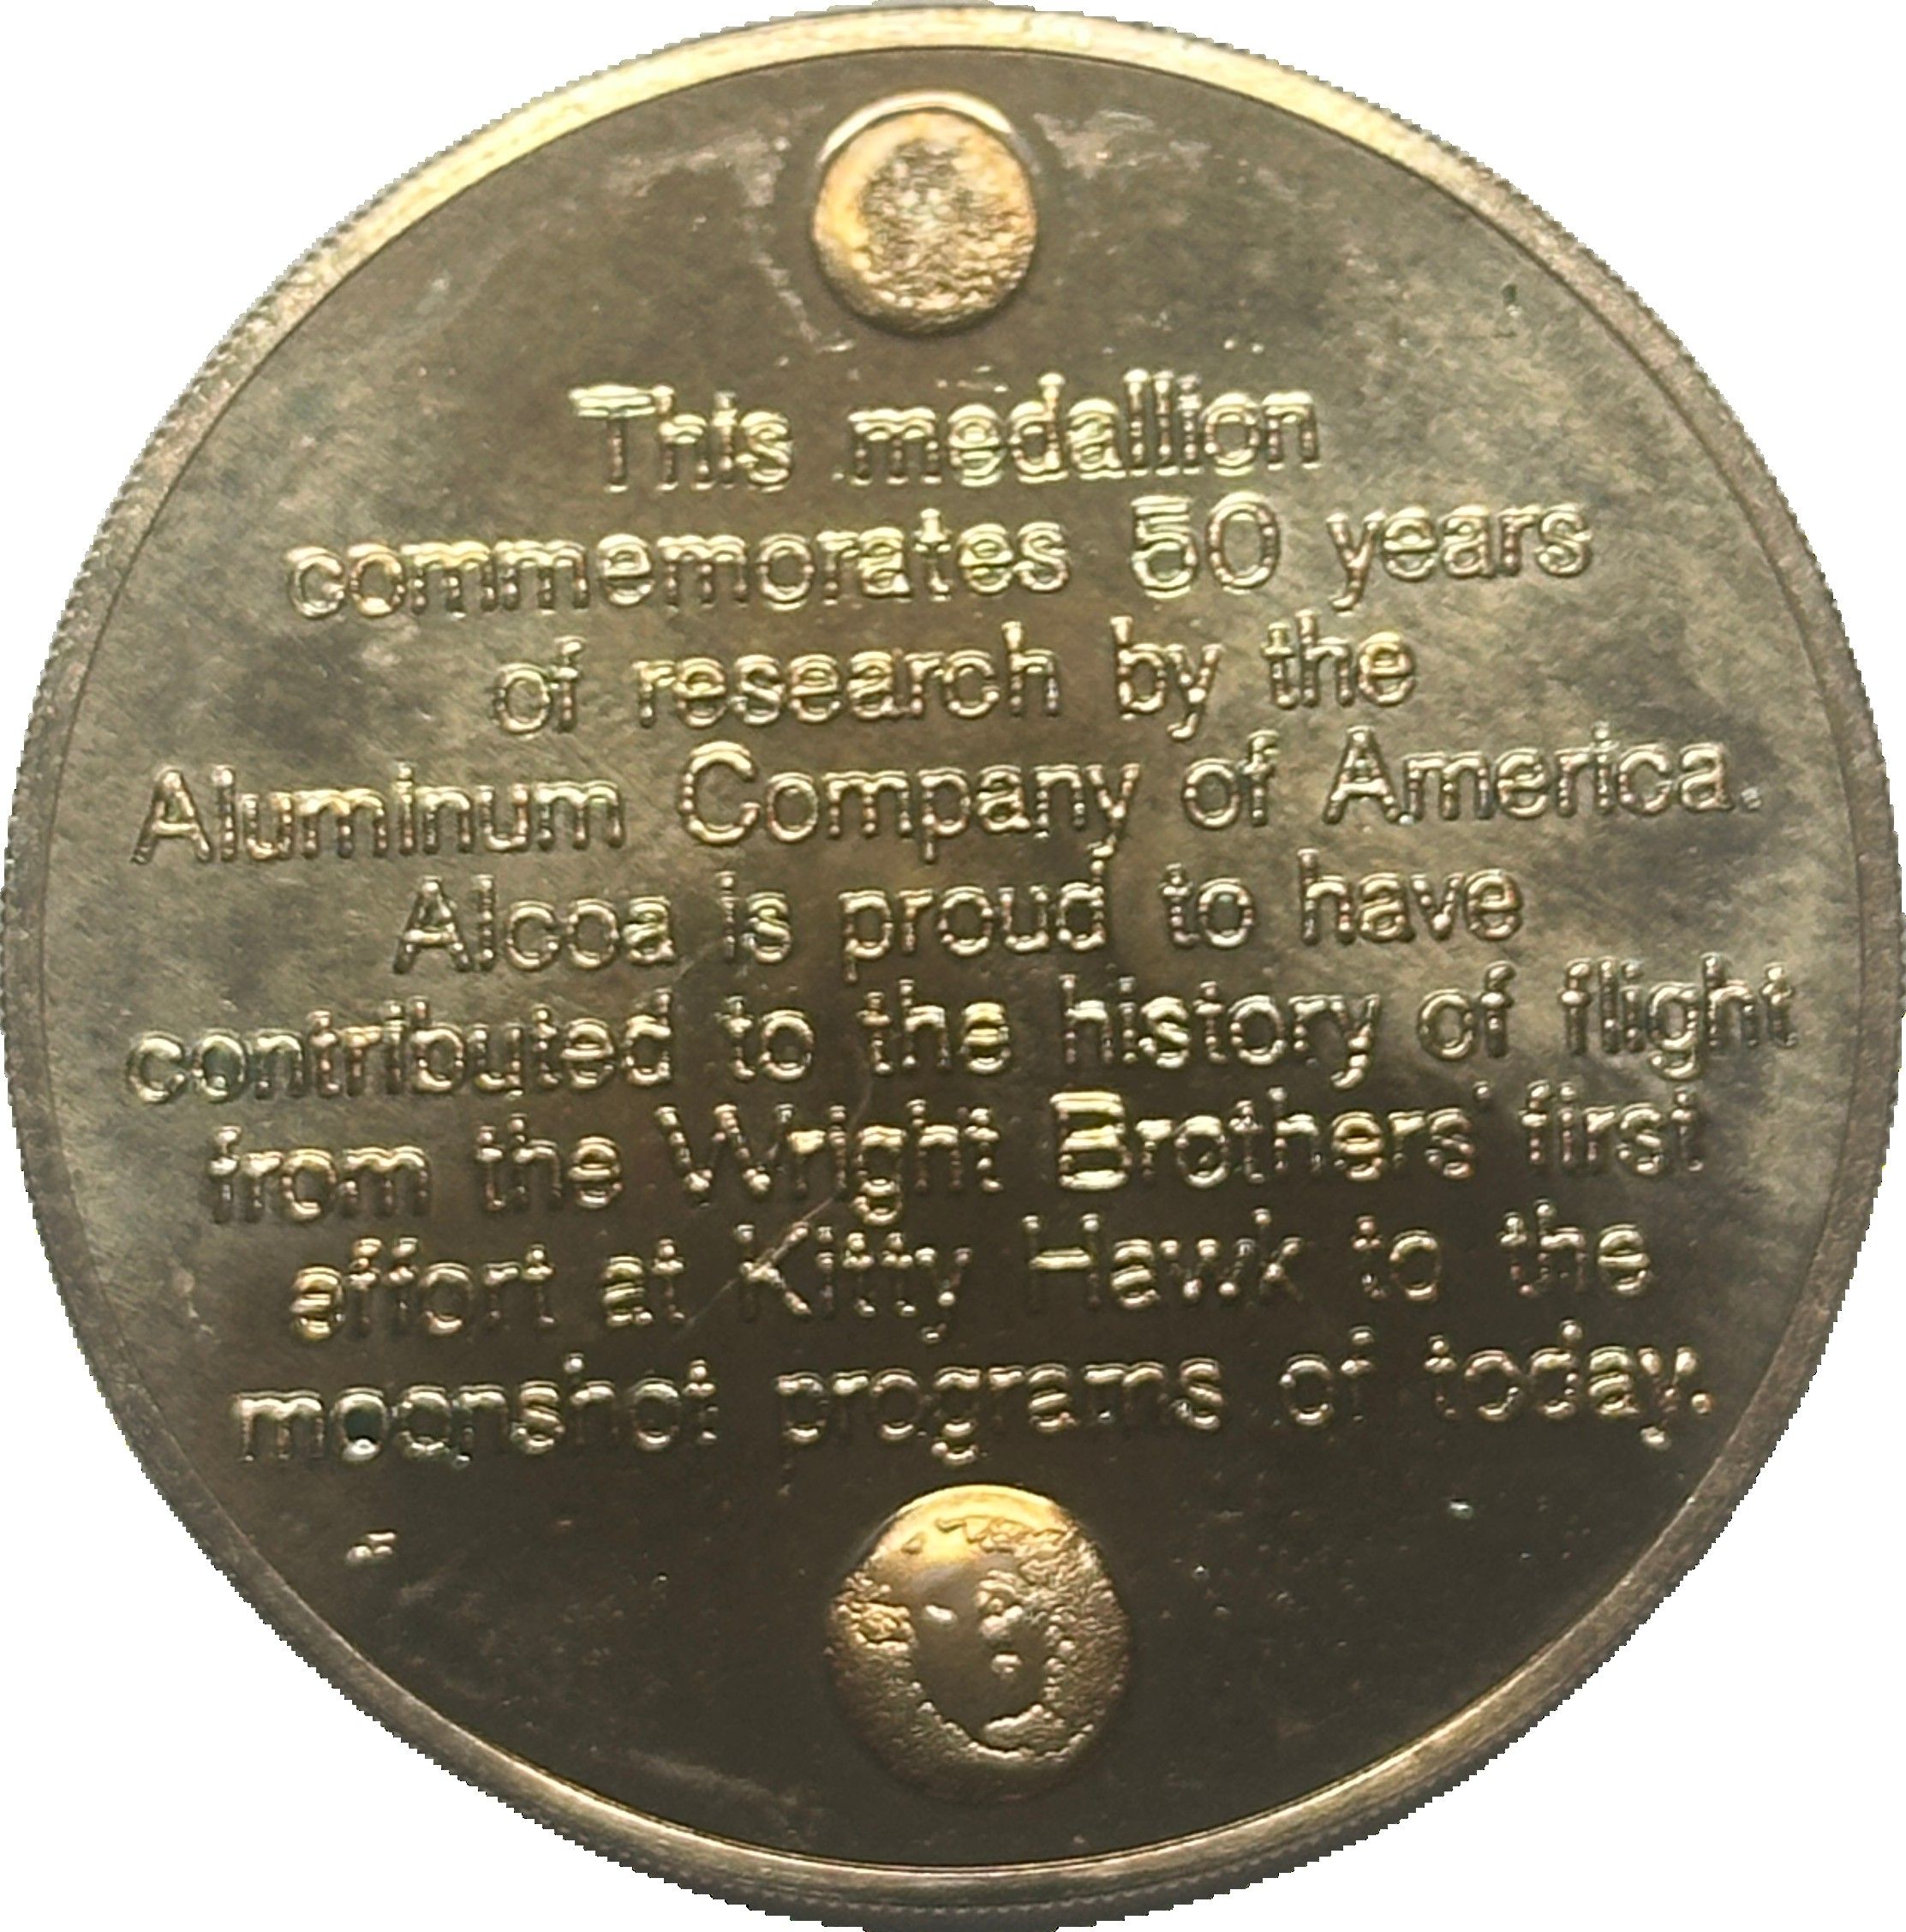 This medallion
commemorates 50 years
of research by the
Aluminum Company of America.
Alcoa is proud to have
contributed to the history of flight
from the Wright Brothers' first
effort at Kitty Hawk to the
moonshot programs of today.